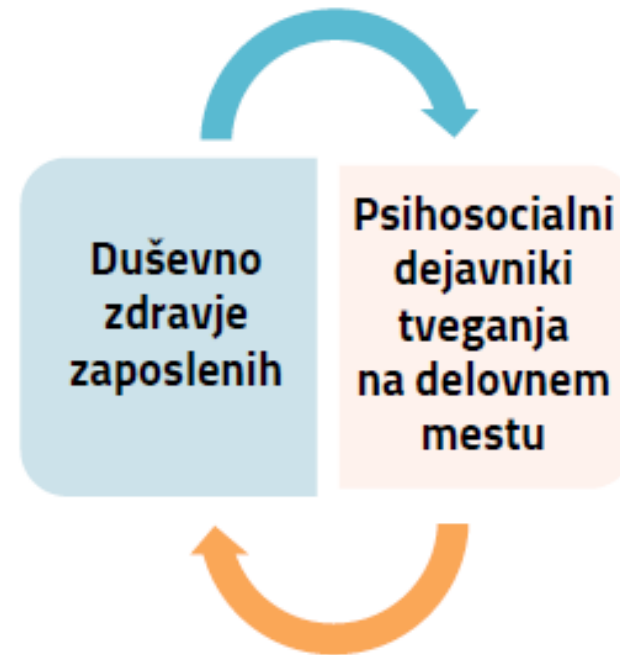 Duševno
zdravje
zaposlenih
Psihosocialni
dejavniki
tveganja
na delovnem
mestu